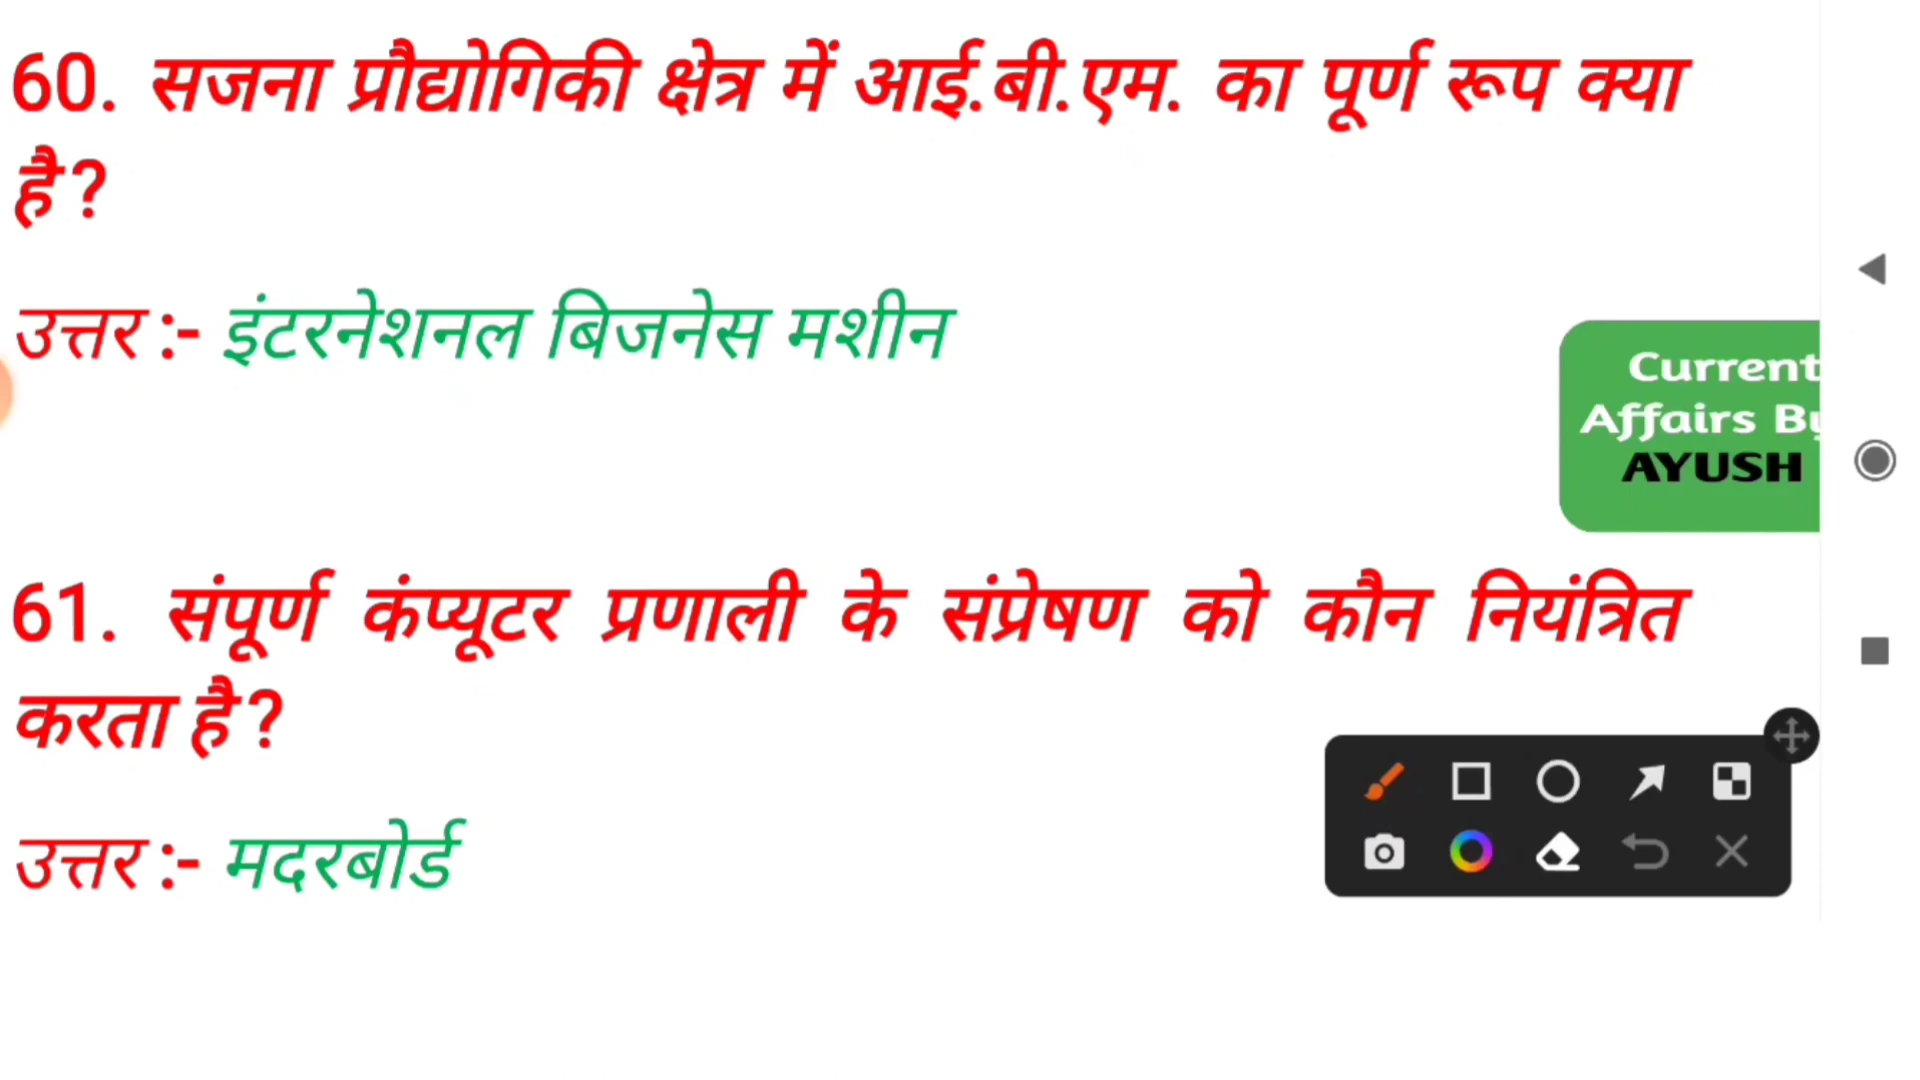 60. सजना प्रौद्योगिकी क्षेत्र में आई.बी.एम. का पूर्ण रूप क्या
है?
उत्तर :- इंटरनेशनल बिजनेस मशीन
Current
Affairs By
AYUSH
61. संपूर्ण कंप्यूटर प्रणाली के संप्रेषण को कौन नियंत्रित
करता है?
उत्तर :- मदरबोर्ड